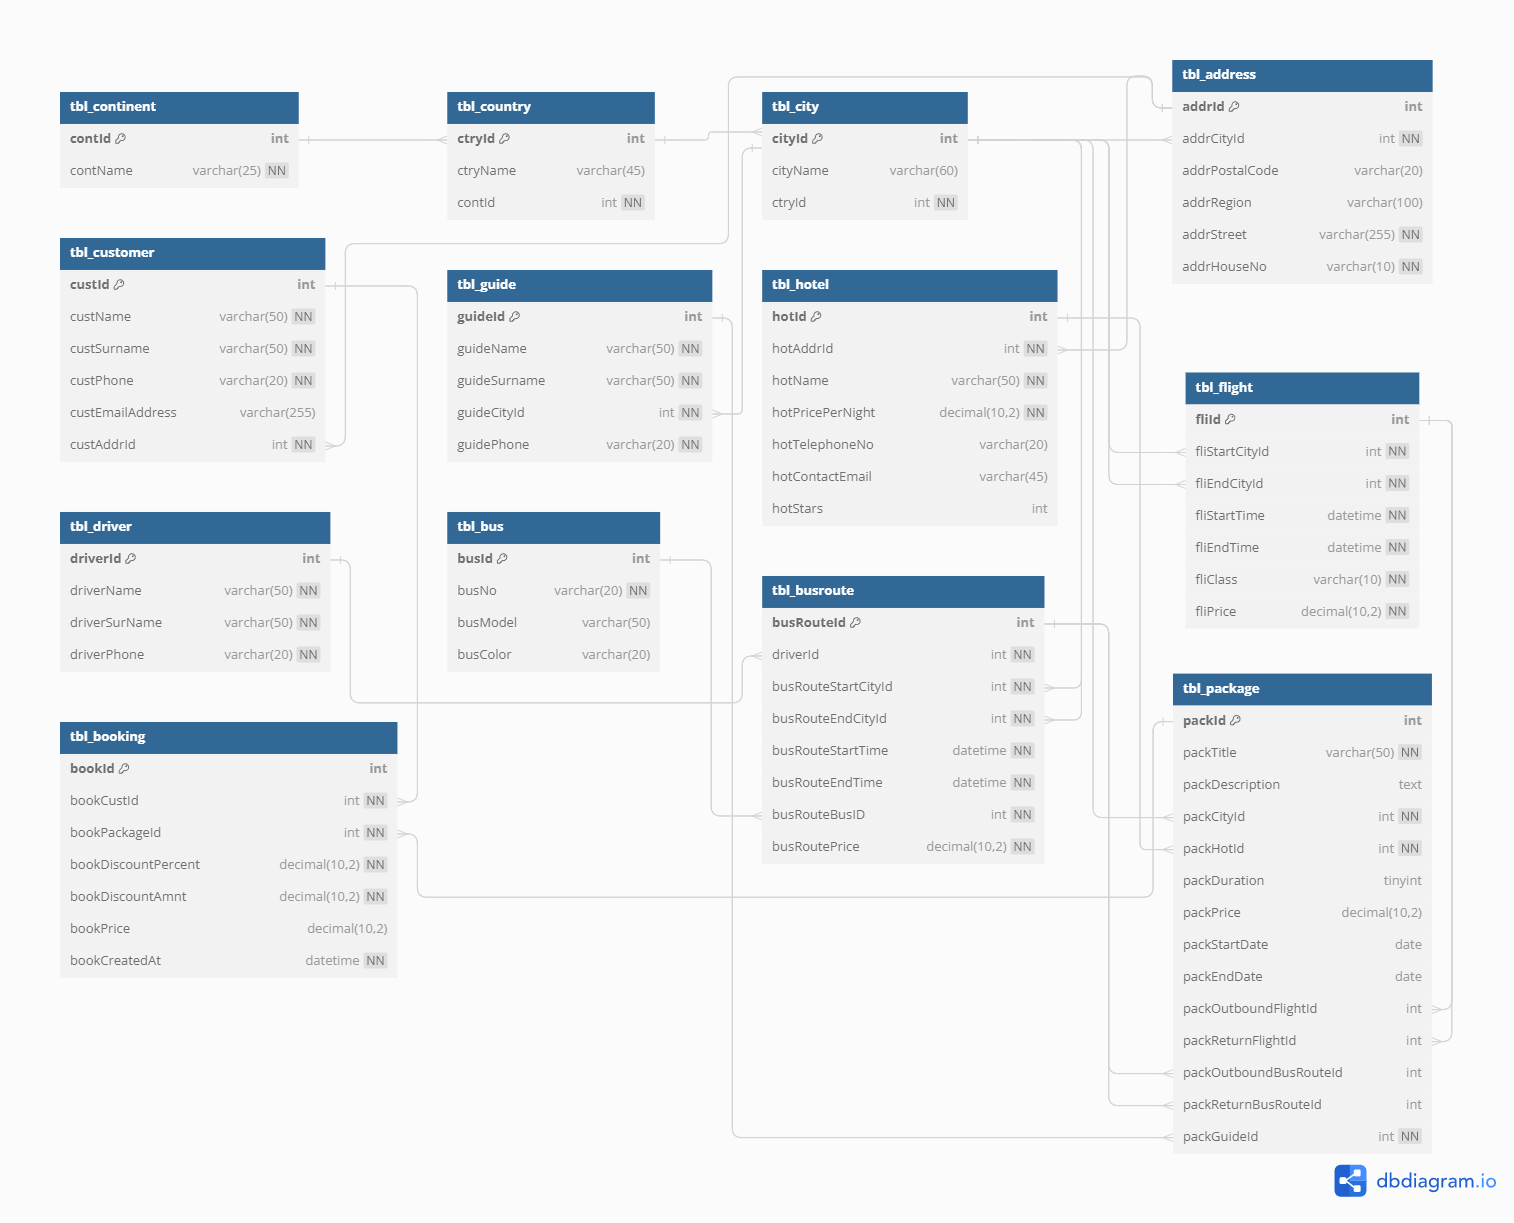 tbl_continent
contId int
contName varchar(25) NN
tbl_country
ctryId int
ctryName varchar(45)
contId int NN
tbl_city
cityId int
cityName varchar(60)
ctryId int NN
tbl_address
addrId int
addrCityId int NN
addrPostalCode varchar(20)
addrRegion varchar(100)
addrStreet varchar(255) NN
addrHouseNo varchar(10) NN
tbl_customer
custId int
custName varchar(50) NN
custSurname varchar(50) NN
custPhone varchar(20) NN
custEmailAddress varchar(255)
custAddrId int NN
tbl_guide
guideId int
guideName varchar(50) NN
guideSurname varchar(50) NN
guideCityId int NN
guidePhone varchar(20) NN
tbl_hotel
hotId int
hotAddrId int NN
hotName varchar(50) NN
hotPricePerNight decimal(10,2) NN
hotTelephoneNo varchar(20)
hotContactEmail varchar(45)
hotStars int
tbl_flight
fliId int
fliStartCityId int NN
fliEndCityId int NN
fliStartTime datetime NN
fliEndTime datetime NN
fliClass varchar(10) NN
fliPrice decimal(10,2) NN
tbl_driver
driverId int
driverName varchar(50) NN
driverSurName varchar(50) NN
driverPhone varchar(20) NN
tbl_bus
busId int
busNo varchar(20) NN
busModel varchar(50)
busColor varchar(20)
tbl_busroute
busRouteId int
driverId int NN
busRouteStartCityId int NN
busRouteEndCityId int NN
busRouteStartTime datetime NN
busRouteEndTime datetime NN
busRouteBusID int NN
busRoutePrice decimal(10,2) NN
tbl_booking
bookId int
bookCustId int NN
bookPackageId int NN
bookDiscountPercent decimal(10,2) NN
bookDiscountAmnt decimal(10,2) NN
bookPrice decimal(10,2)
bookCreatedAt datetime NN
tbl_package
packId int
packTitle varchar(50) NN
packDescription text
packCityId int NN
packHotId int NN
packDuration tinyint
packPrice decimal(10,2)
packStartDate date
packEndDate date
packOutboundFlightId int
packReturnFlightId int
packOutboundBusRouteId int
packReturnBusRouteId int
packGuideId int NN
dbdiagram.io